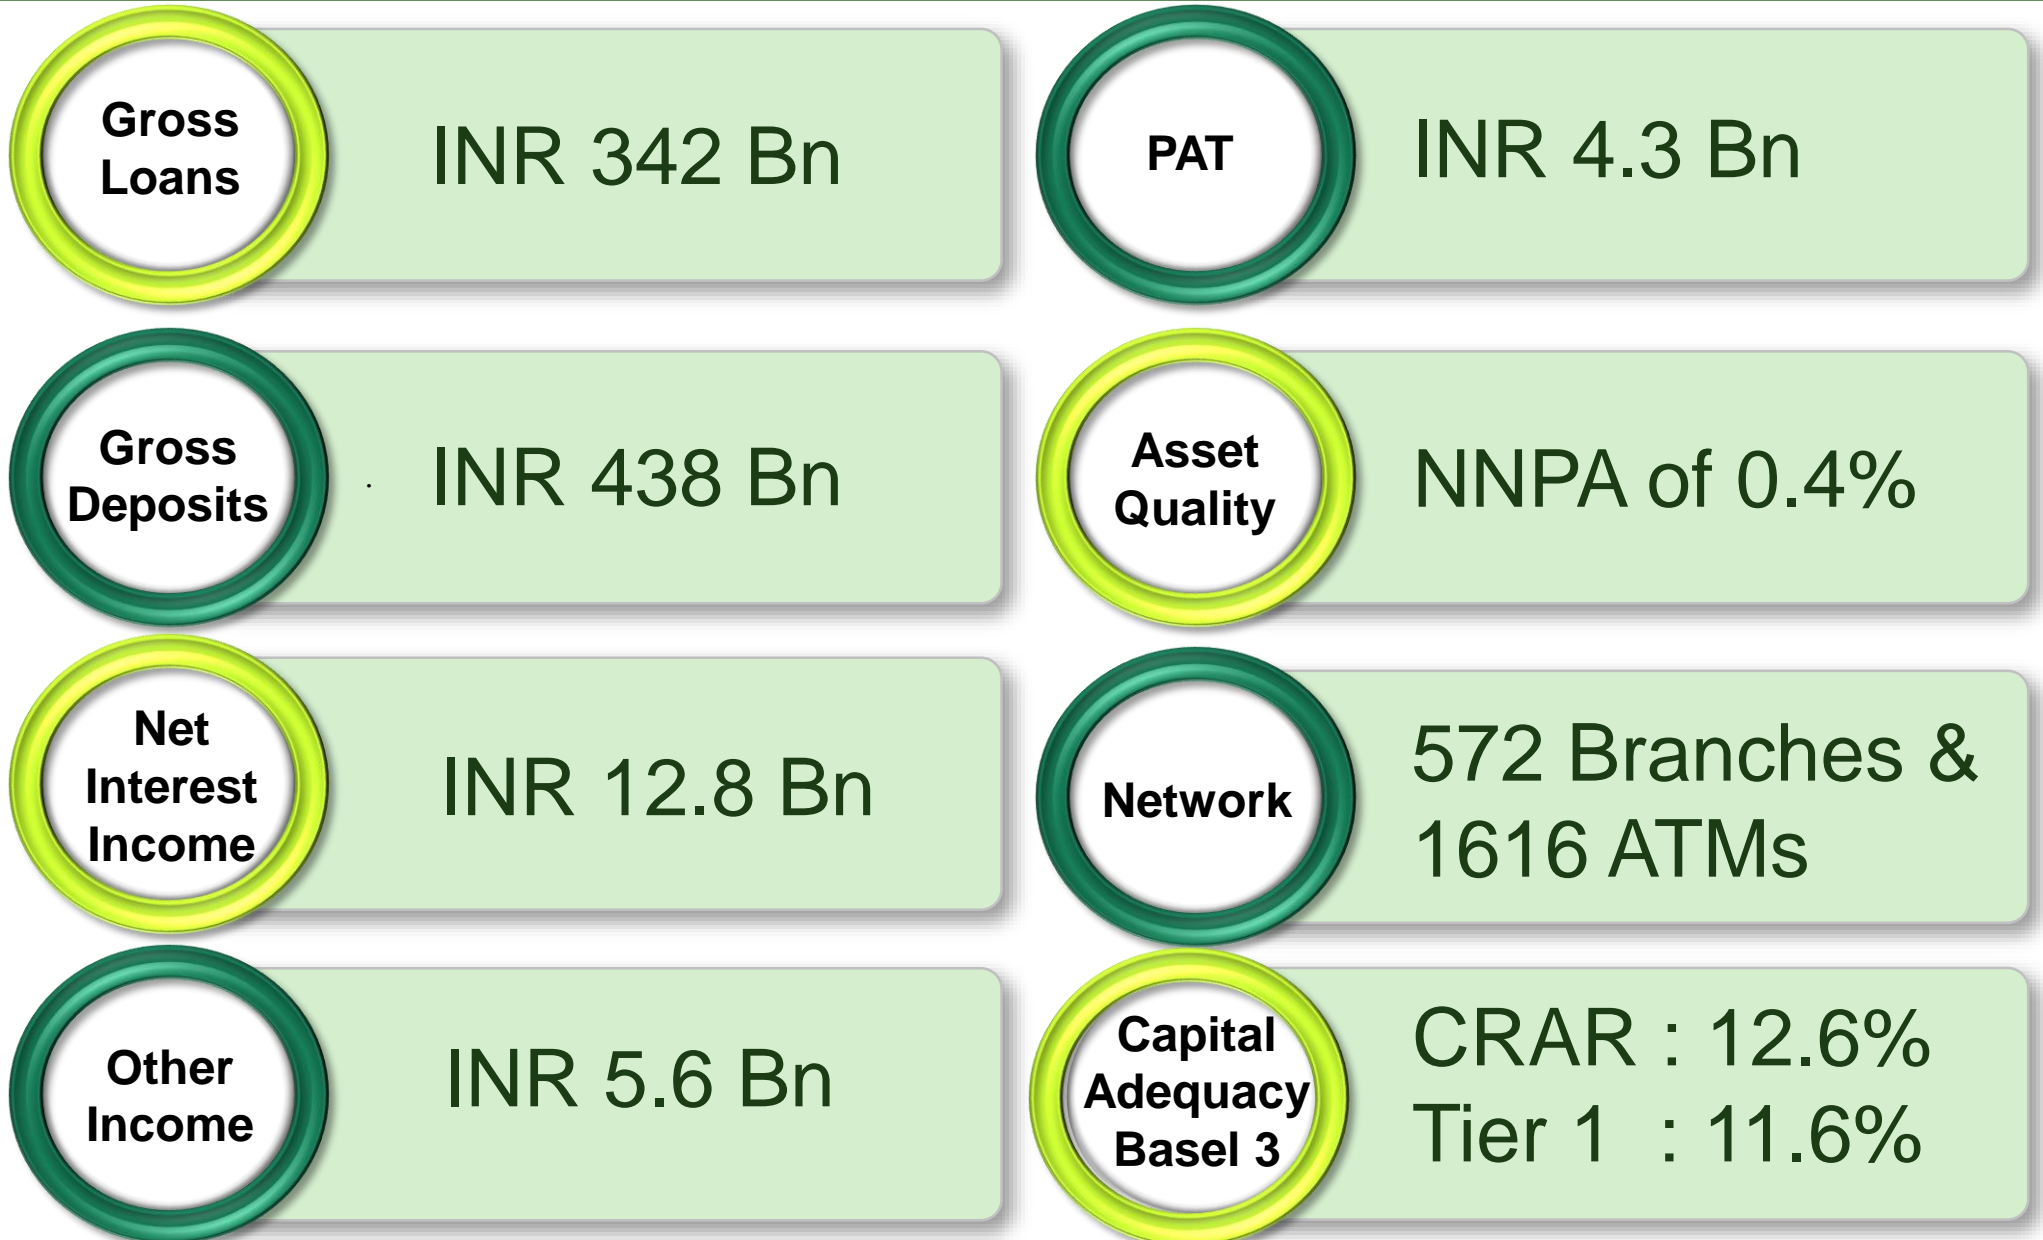 Gross
Loans
INR 342 Bn
PAT
INR 4.3 Bn
Gross
Deposits
.
INR 438 Bn
Asset
Quality
NNPA of 0.4%
Net
Interest
Income
INR 12.8 Bn
Network
572 Branches &
1616 ATMs
Other
Income
INR 5.6 Bn
Capital
Adequacy
Basel 3
CRAR : 12.6%
Tier 1 : 11.6%